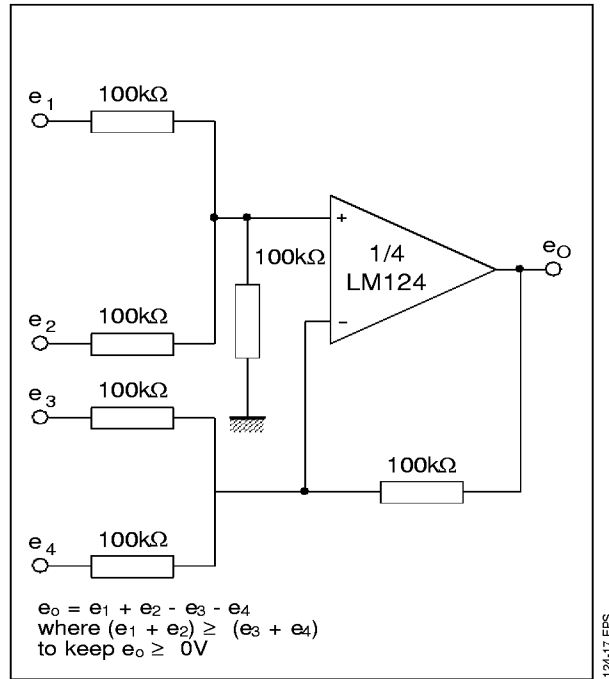 e1
100kΩ
+
1/4
LM124
100kΩ
eO
e2
100kΩ
−
e3
100kΩ
100kΩ
e4
100kΩ
eo = e1 + e2 - e3 - e4
where (e1 + e2) ≥ (e3 + e4)
to keep eo ≥ 0V
124-17.EPS